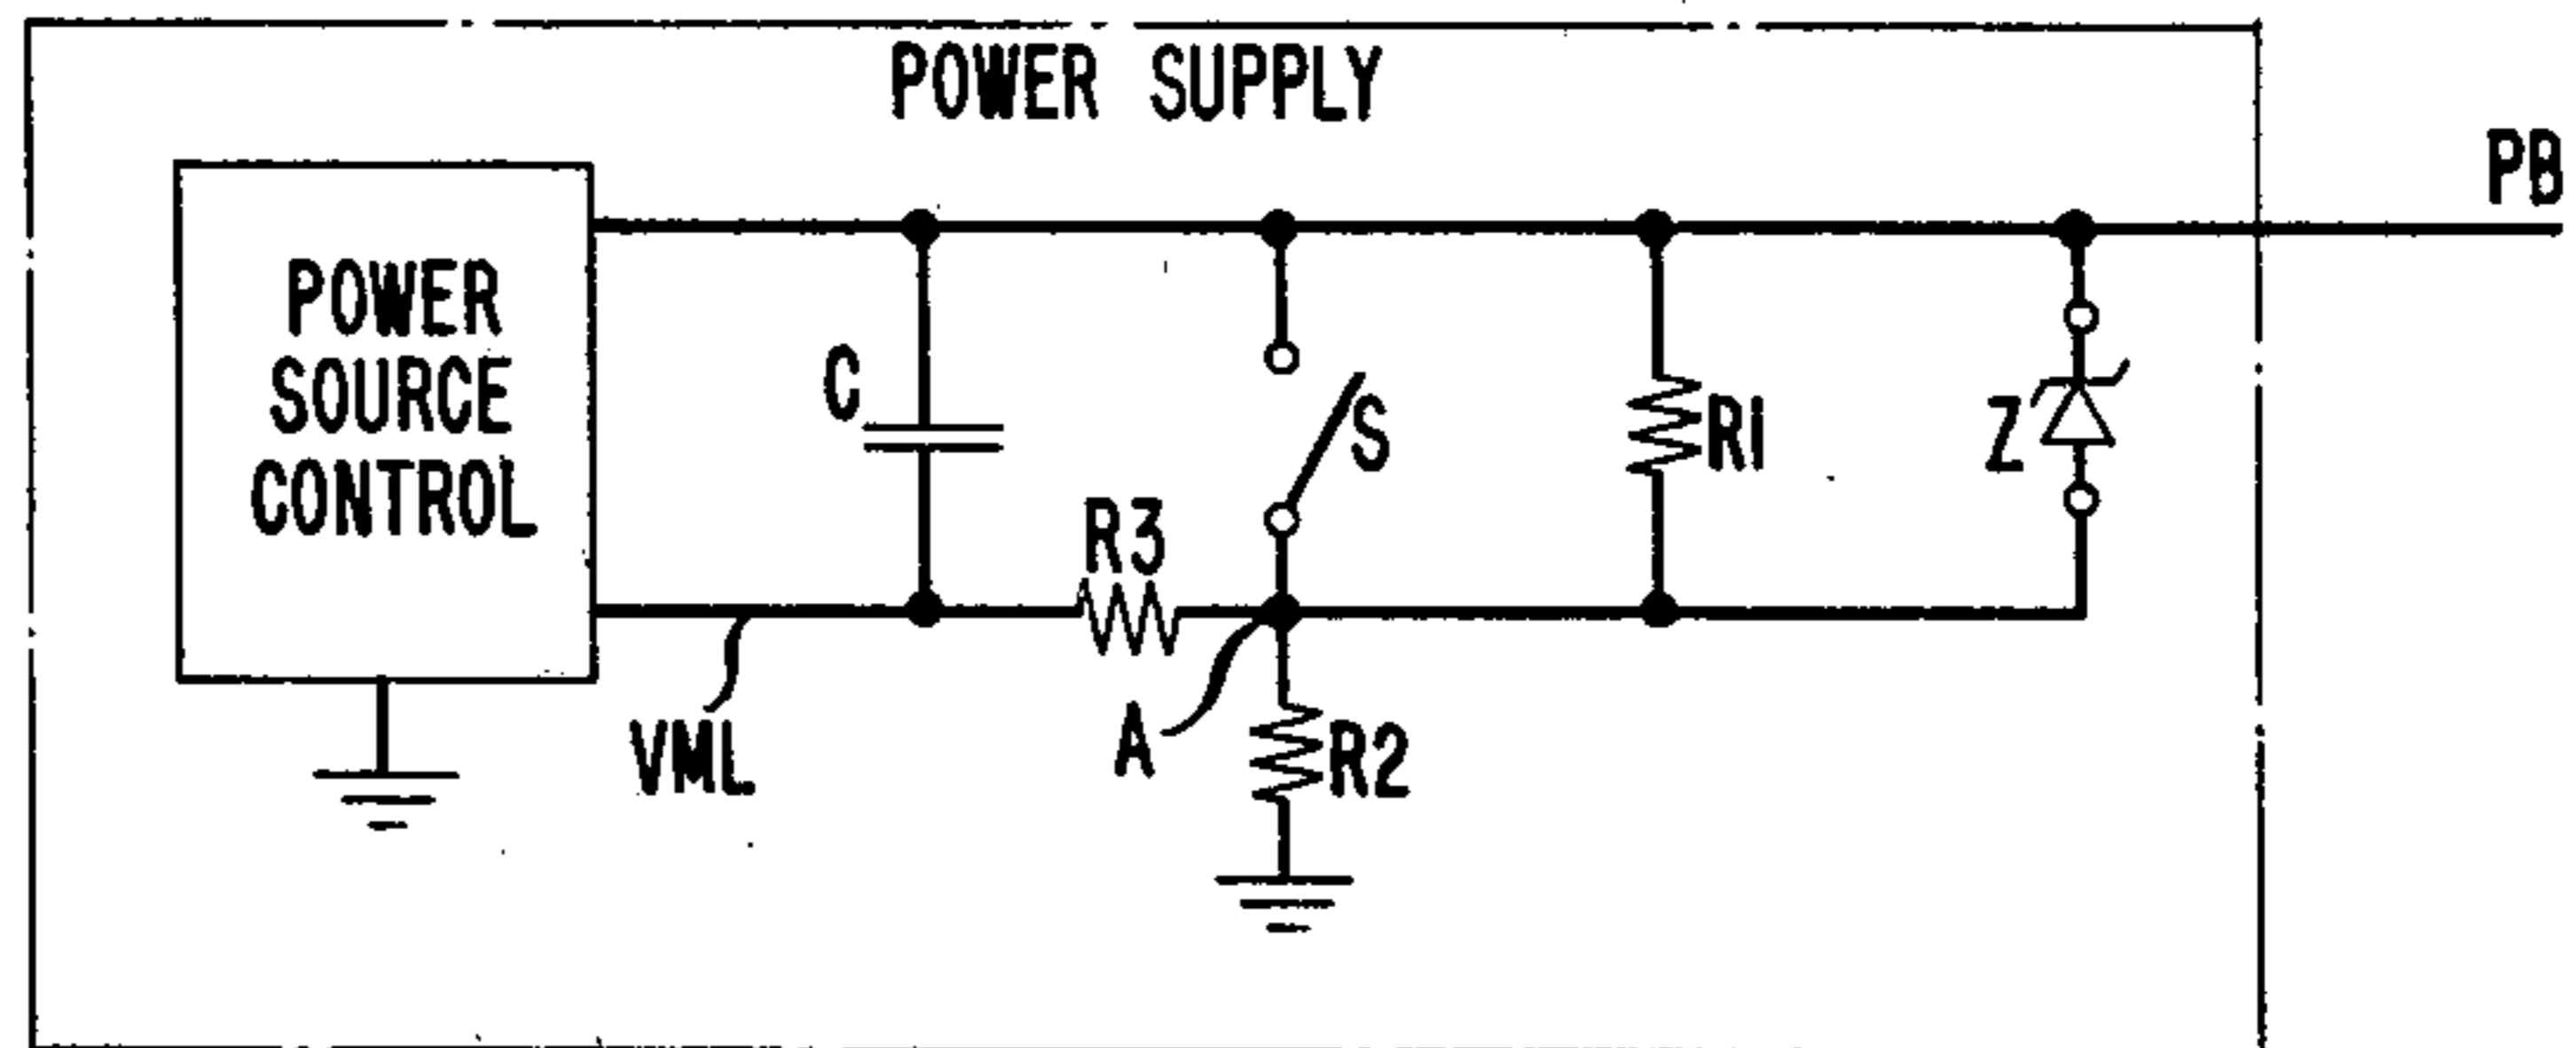 POWER SUPPLY
PB
POWER
SOURCE
CONTROL
C
S
R1
Z
R3
VML
A
R2